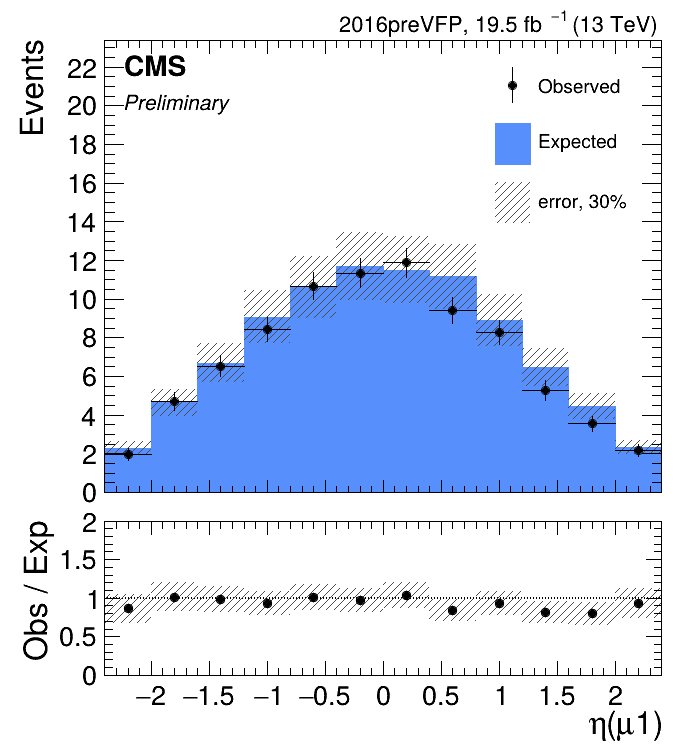 2016preVFP, 19.5 fb ⁻¹ (13 TeV)
CMS
Preliminary
Events
22
20
18
16
14
12
10
8
6
4
2
0
Observed
Expected
error, 30%
Obs / Exp
2
1.5
1
0.5
0
−2 −1.5 −1 −0.5 0 0.5 1 1.5 2
η(μ1)